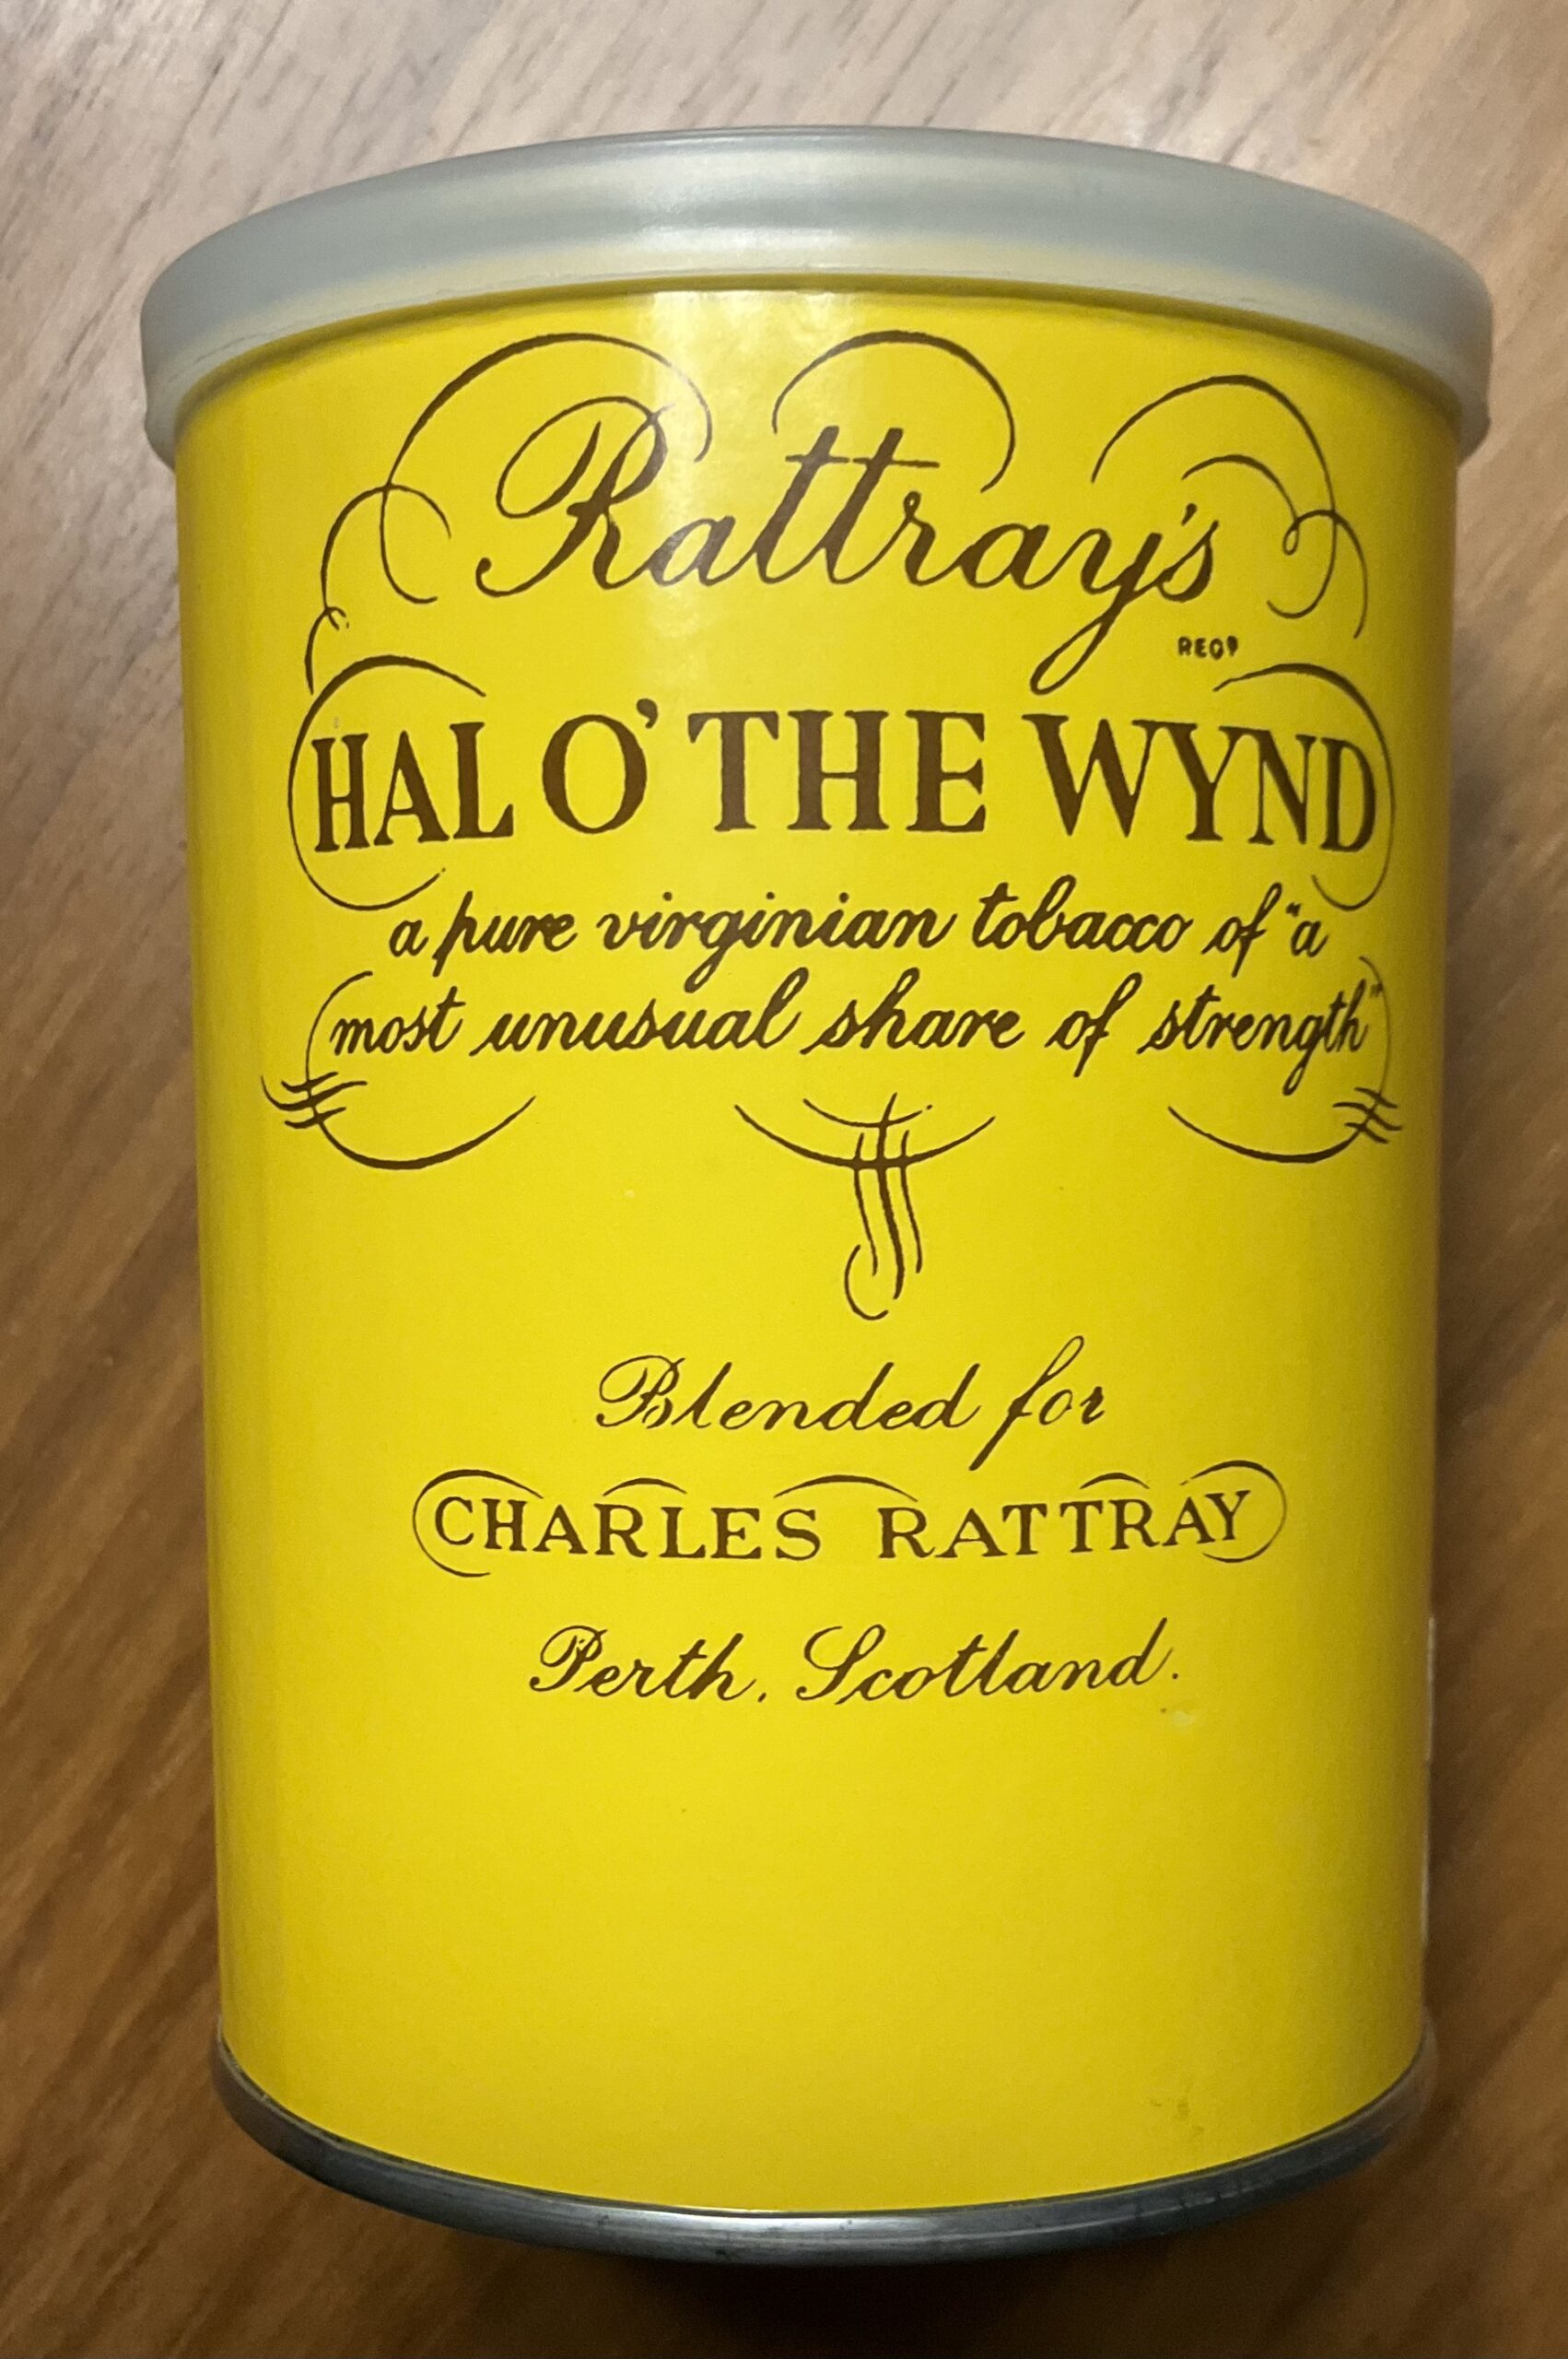 Rattray's
REGD
HAL O' THE WYND
a pure virginian tobacco of "a
most unusual share of strength"
Blended for
CHARLES RATTRAY
Perth, Scotland.